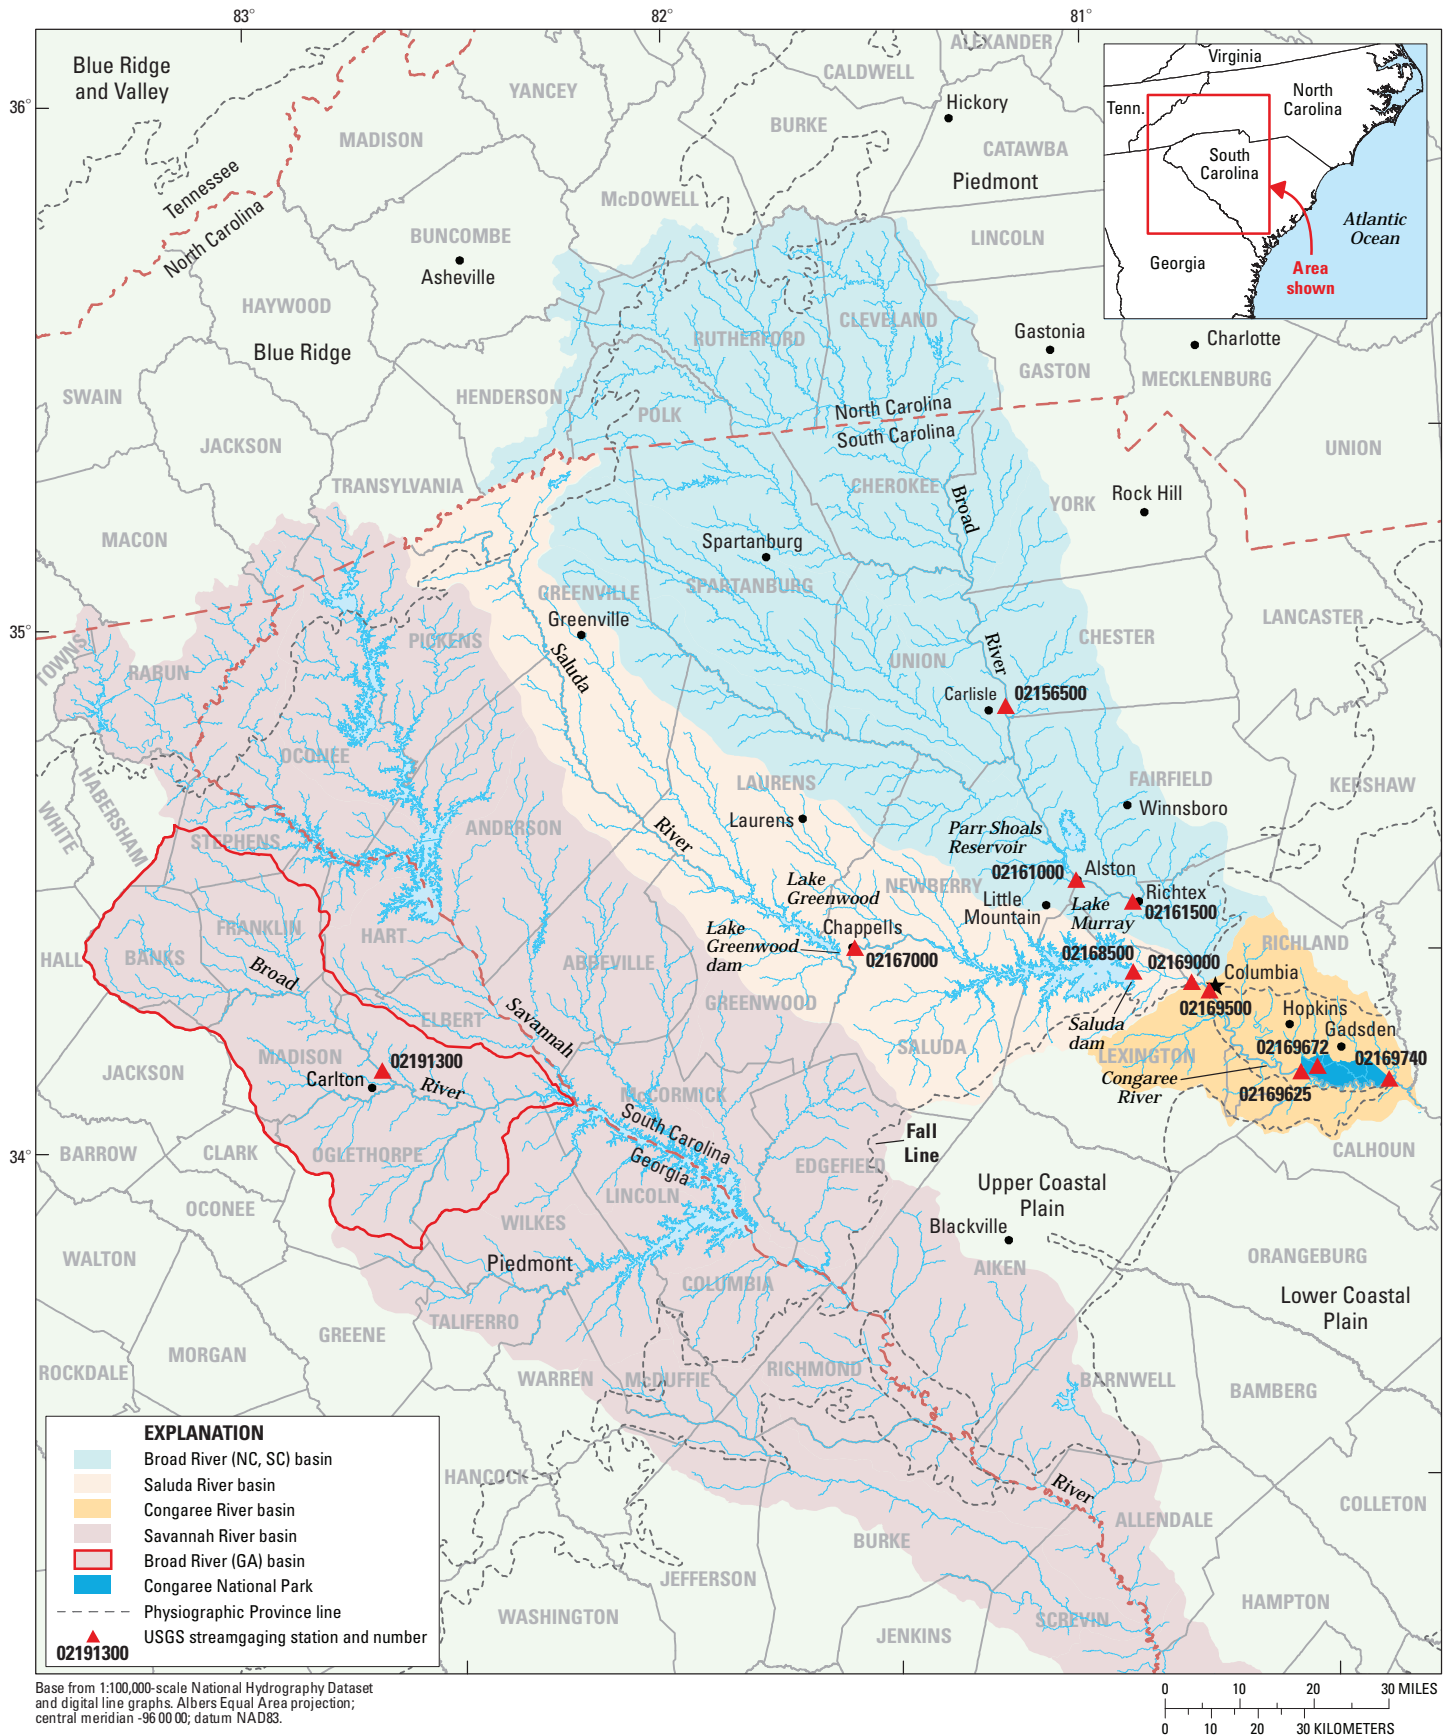 83°
82°
81°
36°
35°
34°
Blue Ridge
and Valley
Tennessee
North Carolina
MADISON
YANCEY
CALDWELL
ALEXANDER
Hickory
BURKE
CATAWBA
Piedmont
McDOWELL
LINCOLN
BUNCOMBE
Asheville
HAYWOOD
Blue Ridge
RUTHERFORD
CLEVELAND
Gastonia
GASTON
Charlotte
MECKLENBURG
SWAIN
HENDERSON
POLK
North Carolina
South Carolina
JACKSON
UNION
TRANSYLVANIA
CHEROKEE
Broad
YORK
Rock Hill
MACON
Spartanburg
SPARTANBURG
GREENVILLE
Greenville
LANCASTER
PICKENS
TOWNS
RABUN
Saluda
UNION
River
CHESTER
Carlisle
02156500
OCONEE
HABERSHAM
WHITE
LAURENS
Laurens
FAIRFIELD
Winnsboro
KERSHAW
STEPHENS
ANDERSON
River
Parr Shoals
Reservoir
02161000
Alston
Lake
Greenwood
NEWBERRY
Little
Mountain
Lake
Murray
Richtex
02161500
FRANKLIN
HART
HALL
BANKS
Broad
ABBEVILLE
Lake
Greenwood
dam
Chappells
02167000
02168500
02169000
RICHLAND
Columbia
02169500
Hopkins
Gadsden
GREENWOOD
ELBERT
Savannah
SALUDA
Saluda
dam
LEXINGTON
02169672
02169740
Congaree
River
02169625
MADISON
02191300
JACKSON
Carlton
River
McCORMICK
South Carolina
Georgia
Fall
Line
CALHOUN
BARROW
CLARK
OGLETHORPE
EDGEFIELD
LINCOLN
Upper Coastal
Plain
OCONEE
WILKES
Blackville
WALTON
Piedmont
COLUMBIA
AIKEN
ORANGEBURG
Lower Coastal
Plain
TALIFERRO
GREENE
MORGAN
ROCKDALE
WARREN
McDUFFIE
RICHMOND
BARNWELL
BAMBERG
HANCOCK
River
ALLENDALE
COLLETON
BURKE
JEFFERSON
WASHINGTON
SCREVIN
HAMPTON
JENKINS
Virginia
Tenn.
North
Carolina
South
Carolina
Georgia
Atlantic
Ocean
Area
shown
EXPLANATION
Broad River (NC, SC) basin
Saluda River basin
Congaree River basin
Savannah River basin
Broad River (GA) basin
Congaree National Park
Physiographic Province line
USGS streamgaging station and number
02191300
Base from 1:100,000-scale National Hydrography Dataset
and digital line graphs. Albers Equal Area projection;
central meridian -96 00 00; datum NAD83.
0 10 20 30 MILES
0 10 20 30 KILOMETERS